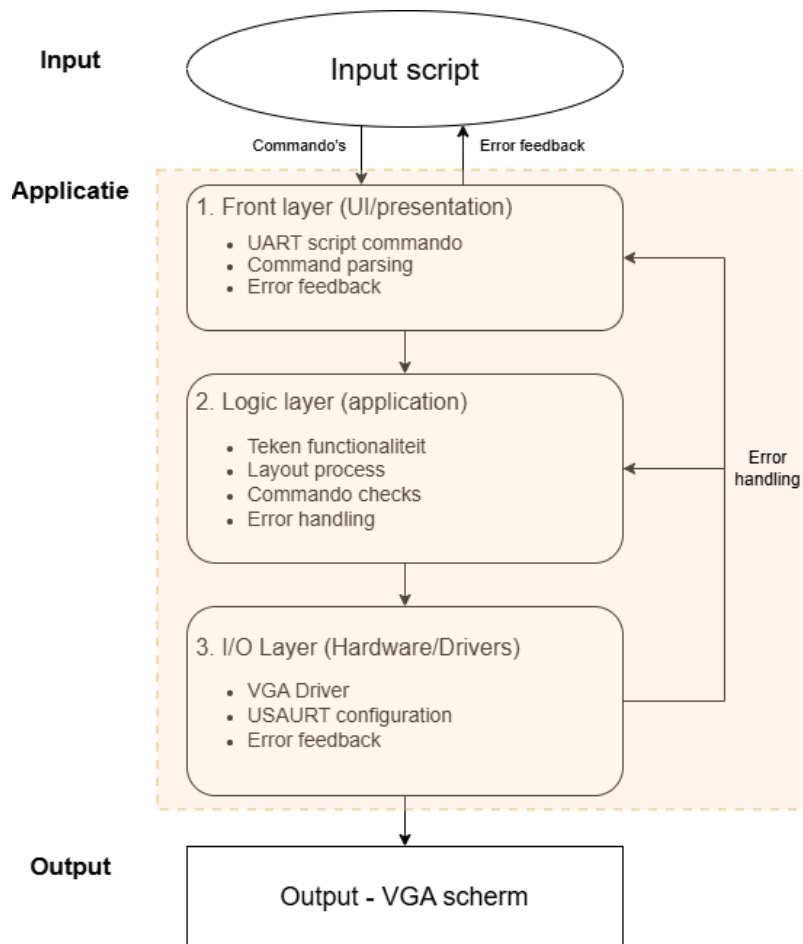 Input
Input script
Commando's
Error feedback
Applicatie
1. Front layer (UI/presentation)
• UART script commando
• Command parsing
• Error feedback
2. Logic layer (application)
• Teken functionaliteit
• Layout process
• Commando checks
• Error handling
Error
handling
3. I/O Layer (Hardware/Drivers)
• VGA Driver
• USAURT configuration
• Error feedback
Output
Output - VGA scherm